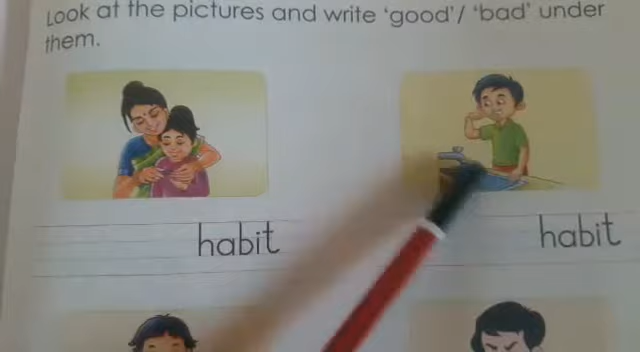 Look at the pictures and write ‘good’/ ‘bad’ under
them.
habit
habit